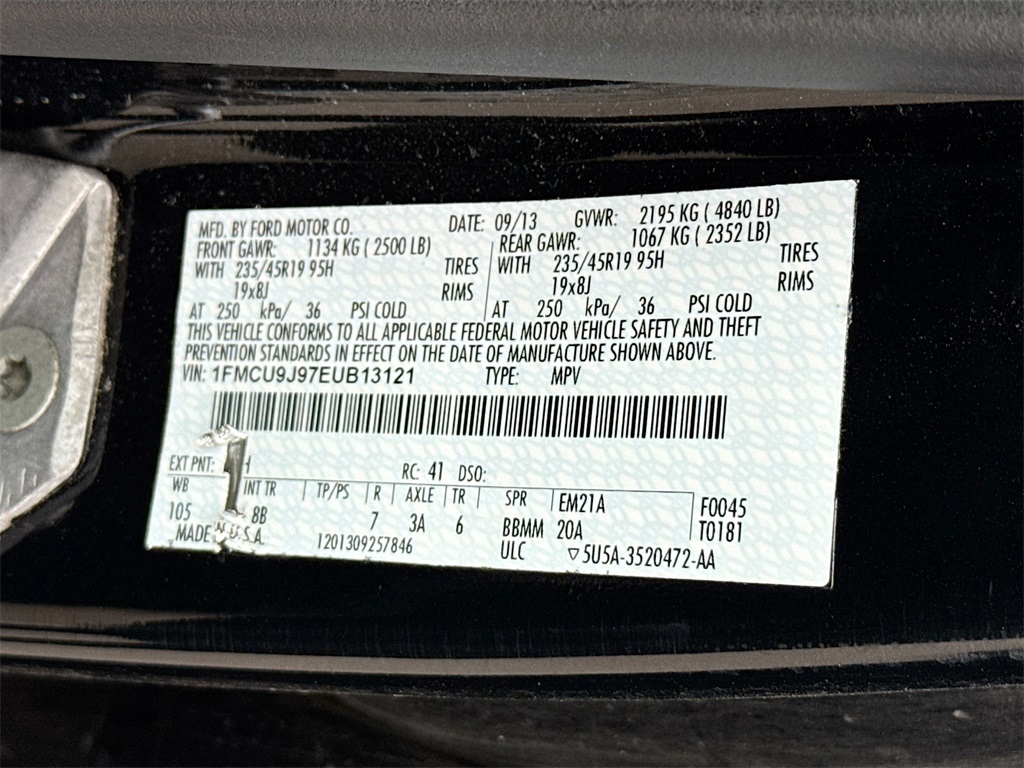 MFD. BY FORD MOTOR CO. DATE: 09/13 GVWR: 2195 KG ( 4840 LB)
FRONT GAWR: 1134 KG ( 2500 LB) REAR GAWR: 1067 KG ( 2352 LB)
WITH 235/45R19 95H TIRES WITH 235/45R19 95H TIRES
19x8J RIMS 19x8J RIMS
AT 250 kPa/ 36 PSI COLD AT 250 kPa/ 36 PSI COLD
THIS VEHICLE CONFORMS TO ALL APPLICABLE FEDERAL MOTOR VEHICLE SAFETY AND THEFT
PREVENTION STANDARDS IN EFFECT ON THE DATE OF MANUFACTURE SHOWN ABOVE.
VIN: 1FMCU9J97EUB13121 TYPE: MPV
EXT PNT: RC: 41 DSO:
WB INT TR TP/PS R AXLE TR SPR EM21A F0045
105 8B 7 3A 6 BBMM 20A T0181
MADE U.S.A. 1201309257846 ULC ▽5U5A-3520472-AA